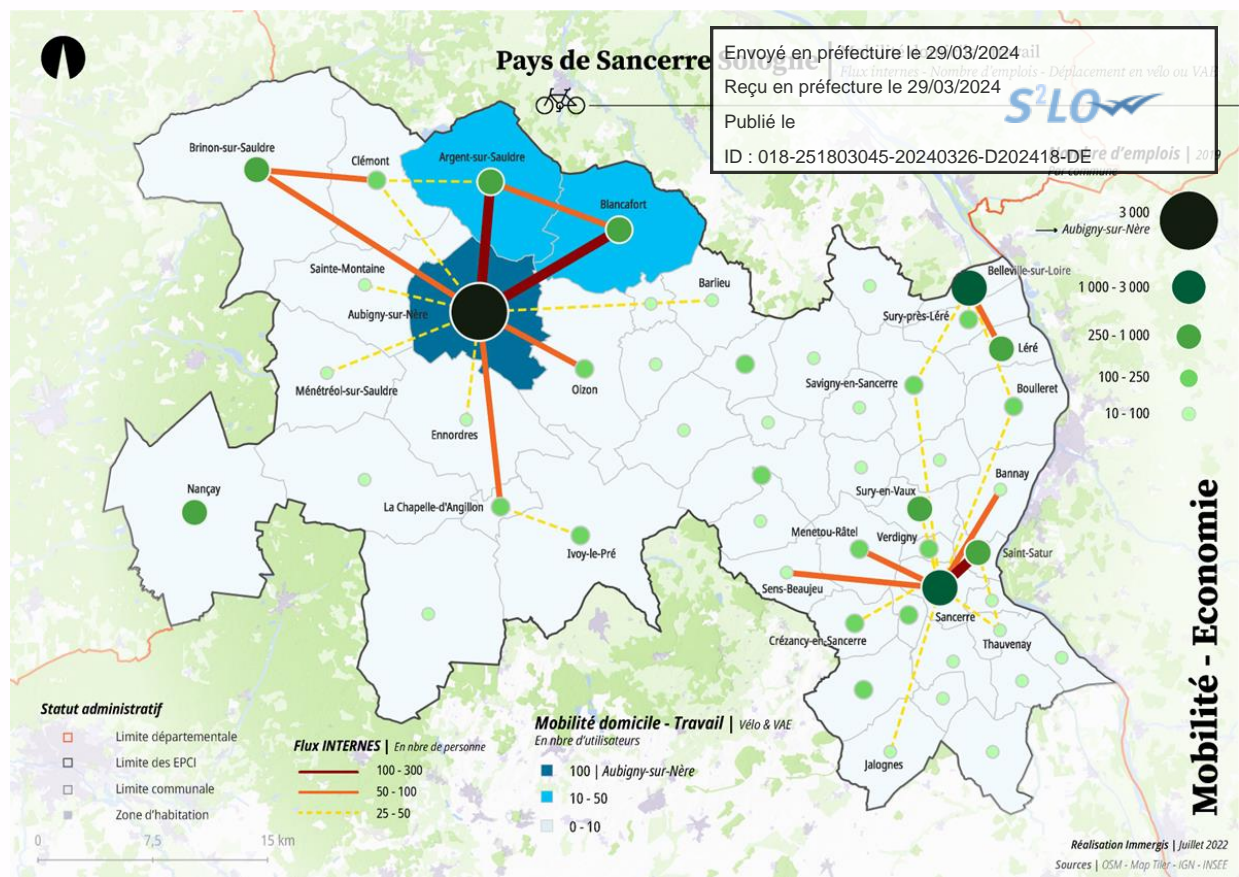 Pays de Sancerre Sologne | Mobilité domicile - Travail
Flux internes - Nombre d'emplois - Déplacement en vélo ou VAE
Envoyé en préfecture le 29/03/2024
Reçu en préfecture le 29/03/2024
S²LO
Publié le
ID : 018-251803045-20240326-D202418-DE
Nombre d'emplois | 2019
Par commune
3 000
Aubigny-sur-Nère
1 000 - 3 000
250 - 1 000
100 - 250
10 - 100
Brinon-sur-Sauldre
Clémont
Argent-sur-Sauldre
Blancafort
Sainte-Montaine
Aubigny-sur-Nère
Barlieu
Belleville-sur-Loire
Sury-près-Léré
Léré
Ménétréol-sur-Sauldre
Oizon
Savigny-en-Sancerre
Boulleret
Ennordres
Nançay
La Chapelle-d'Angillon
Ivoy-le-Pré
Bannay
Sury-en-Vaux
Menetou-Râtel
Verdigny
Saint-Satur
Sens-Beaujeu
Sancerre
Crézancy-en-Sancerre
Thauvenay
Jalognes
Mobilité - Economie
Statut administratif
Limite départementale
Limite des EPCI
Limite communale
Zone d'habitation
0 7,5 15 km
Flux INTERNES | En nbre de personne
100 - 300
50 - 100
25 - 50
Mobilité domicile - Travail | Vélo & VAE
En nbre d'utilisateurs
100 | Aubigny-sur-Nère
10 - 50
0 - 10
Réalisation Immergis | Juillet 2022
Sources | OSM - Map Tiler - IGN - INSEE